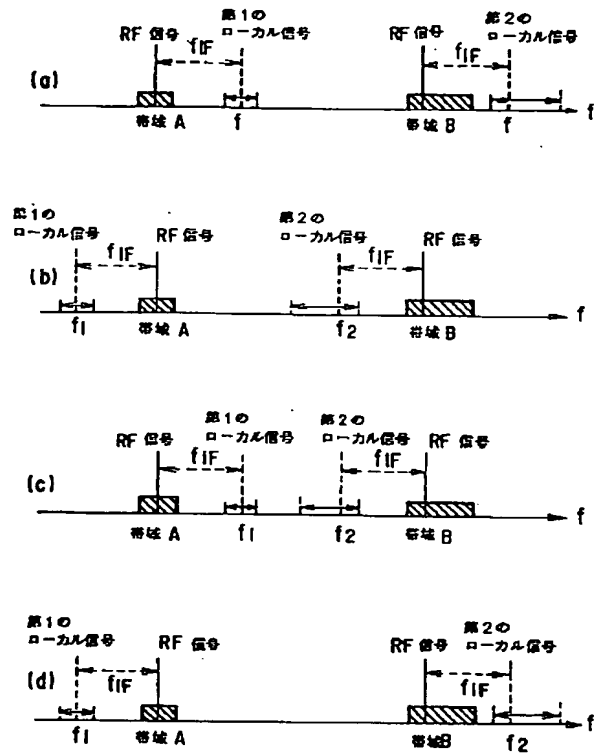 第1の
ローカル信号
第2の
ローカル信号
RF 信号
fIF
RF 信号
fIF
(a)
帯域 A
f
帯域 B
f
f
第1の
ローカル信号
RF 信号
第2の
ローカル信号
RF 信号
fIF
fIF
(b)
f1
帯域 A
f2
帯域 B
f
第1の
ローカル信号
第2の
ローカル信号
RF 信号
RF 信号
fIF
fIF
(c)
帯域 A
f1
f2
帯域 B
f
第1の
ローカル信号
RF 信号
RF 信号
第2の
ローカル信号
fIF
fIF
(d)
f1
帯域 A
帯域B
f2
f